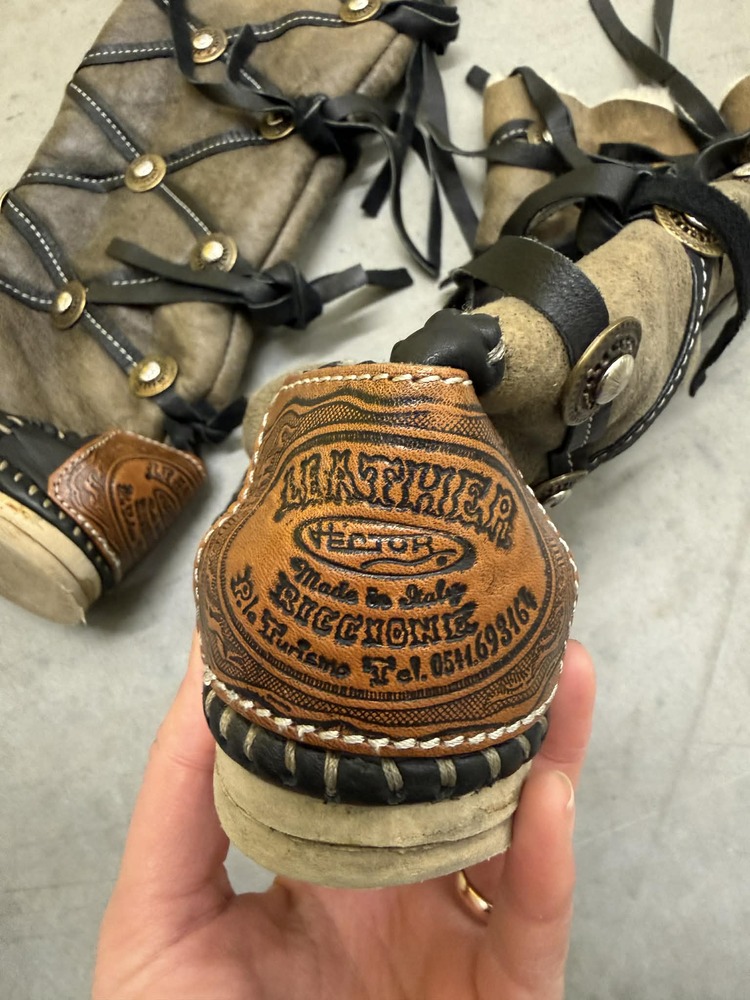 LEATHER
VECTOR
Made in Italy
RICCIONE
P.le Turismo Tel. 0541.693164